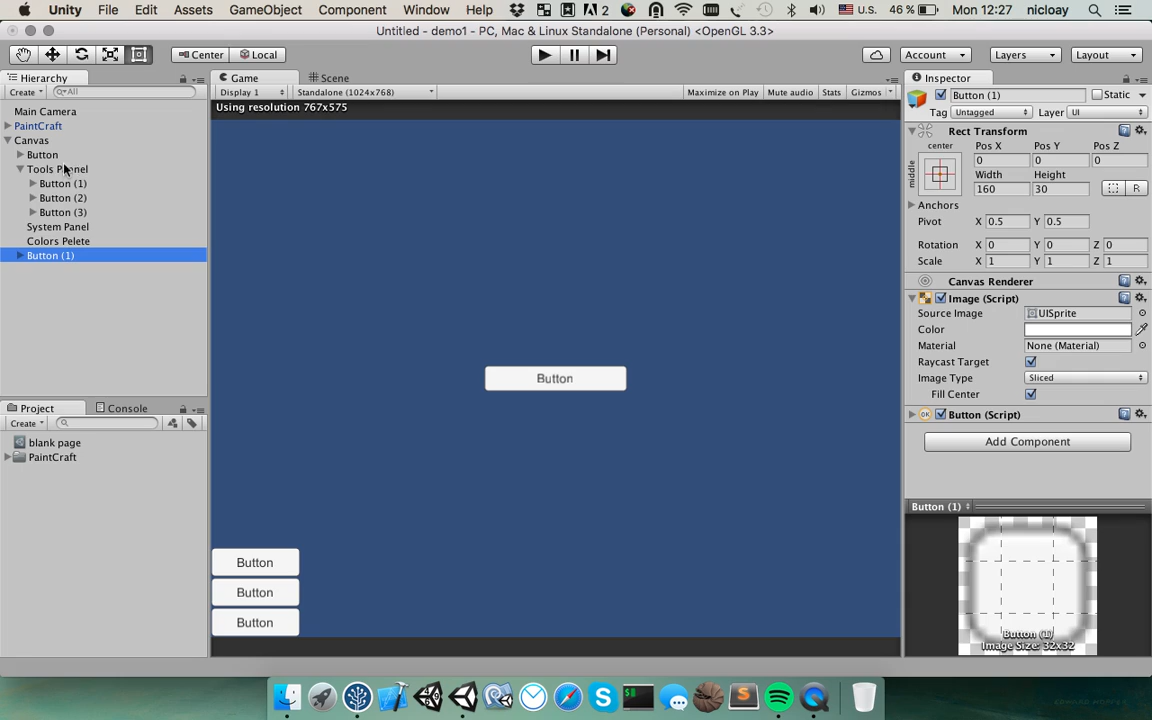 Unity File Edit Assets GameObject Component Window Help 2 U.S. 46 % Mon 12:27 nicloay
Untitled - demo1 - PC, Mac & Linux Standalone (Personal) <OpenGL 3.3>
Center Local Account Layers Layout
Hierarchy Game Scene Inspector
Create All Display 1 Standalone (1024x768) Maximize on Play Mute audio Stats Gizmos Button (1) Static
Using resolution 767x575
Tag Untagged Layer UI
Main Camera
PaintCraft
Canvas
Button
Tools P nnel
Button (1)
Button (2)
Button (3)
System Panel
Colors Pelete
Button (1)
Rect Transform
center Pos X Pos Y Pos Z
middle 0 0 0
Width Height
160 30 R
Anchors
Pivot X 0.5 Y 0.5
Rotation X 0 Y 0 Z 0
Scale X 1 Y 1 Z 1
Canvas Renderer
Image (Script)
Source Image UISprite
Color
Material None (Material)
Raycast Target
Image Type Sliced
Fill Center
OK Button (Script)
Add Component
Button
Button
Button
Button
Project Console
Create
blank page
PaintCraft
Button (1)
Button (1)
Image Size: 32x32